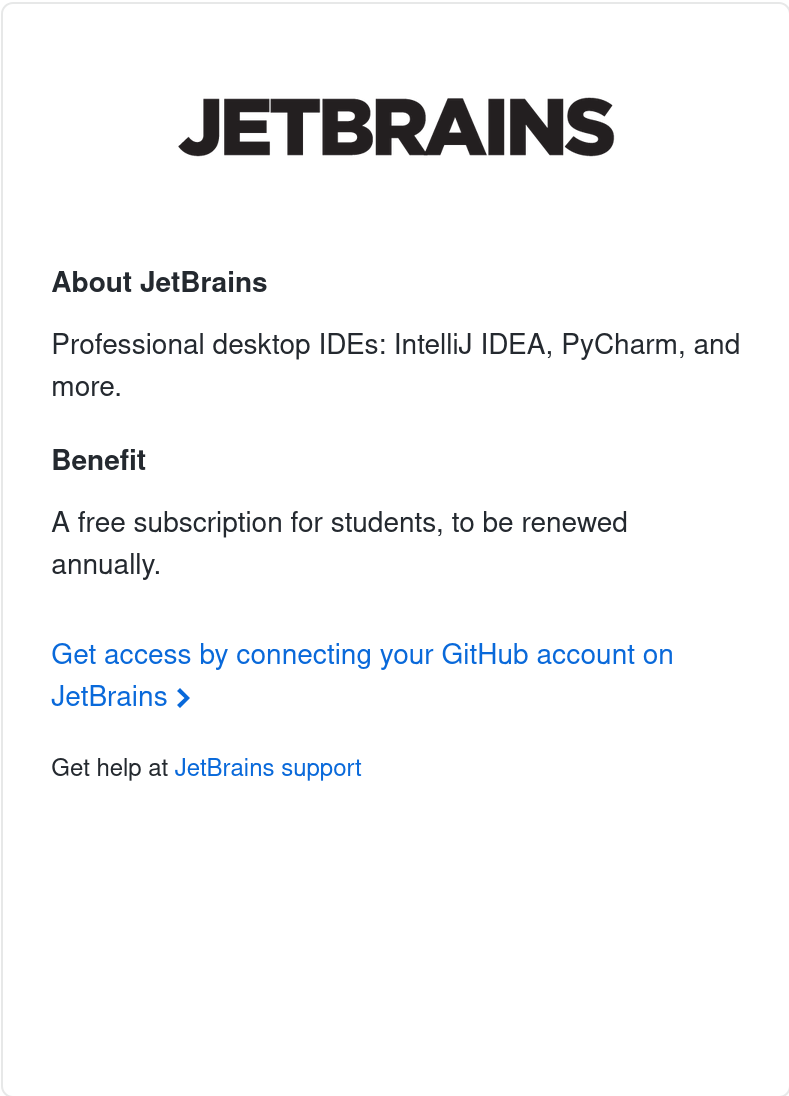 JETBRAINS
About JetBrains
Professional desktop IDEs: IntelliJ IDEA, PyCharm, and
more.
Benefit
A free subscription for students, to be renewed
annually.
Get access by connecting your GitHub account on
JetBrains
Get help at JetBrains support